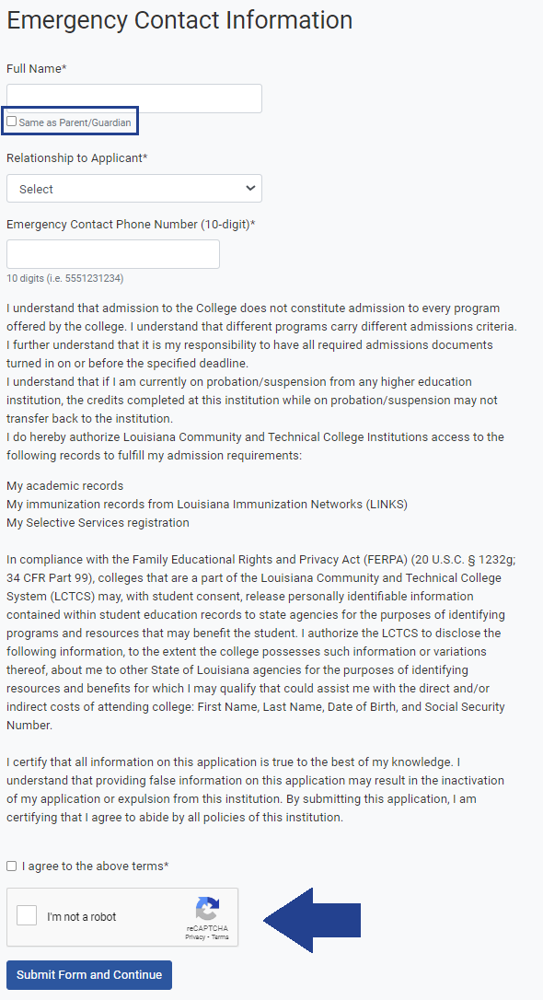 Emergency Contact Information
Full Name*
Same as Parent/Guardian
Relationship to Applicant*
Select
Emergency Contact Phone Number (10-digit)*
10 digits (i.e. 5551231234)
I understand that admission to the College does not constitute admission to every program
offered by the college. I understand that different programs carry different admissions criteria.
I further understand that it is my responsibility to have all required admissions documents
turned in on or before the specified deadline.
I understand that if I am currently on probation/suspension from any higher education
institution, the credits completed at this institution while on probation/suspension may not
transfer back to the institution.
I do hereby authorize Louisiana Community and Technical College Institutions access to the
following records to fulfill my admission requirements:
My academic records
My immunization records from Louisiana Immunization Networks (LINKS)
My Selective Services registration
In compliance with the Family Educational Rights and Privacy Act (FERPA) (20 U.S.C. § 1232g;
34 CFR Part 99), colleges that are a part of the Louisiana Community and Technical College
System (LCTCS) may, with student consent, release personally identifiable information
contained within student education records to state agencies for the purposes of identifying
programs and resources that may benefit the student. I authorize the LCTCS to disclose the
following information, to the extent the college possesses such information or variations
thereof, about me to other State of Louisiana agencies for the purposes of identifying
resources and benefits for which I may qualify that could assist me with the direct and/or
indirect costs of attending college: First Name, Last Name, Date of Birth, and Social Security
Number.
I certify that all information on this application is true to the best of my knowledge. I
understand that providing false information on this application may result in the inactivation
of my application or expulsion from this institution. By submitting this application, I am
certifying that I agree to abide by all policies of this institution.
I agree to the above terms*
I'm not a robot
reCAPTCHA
Privacy - Terms
Submit Form and Continue